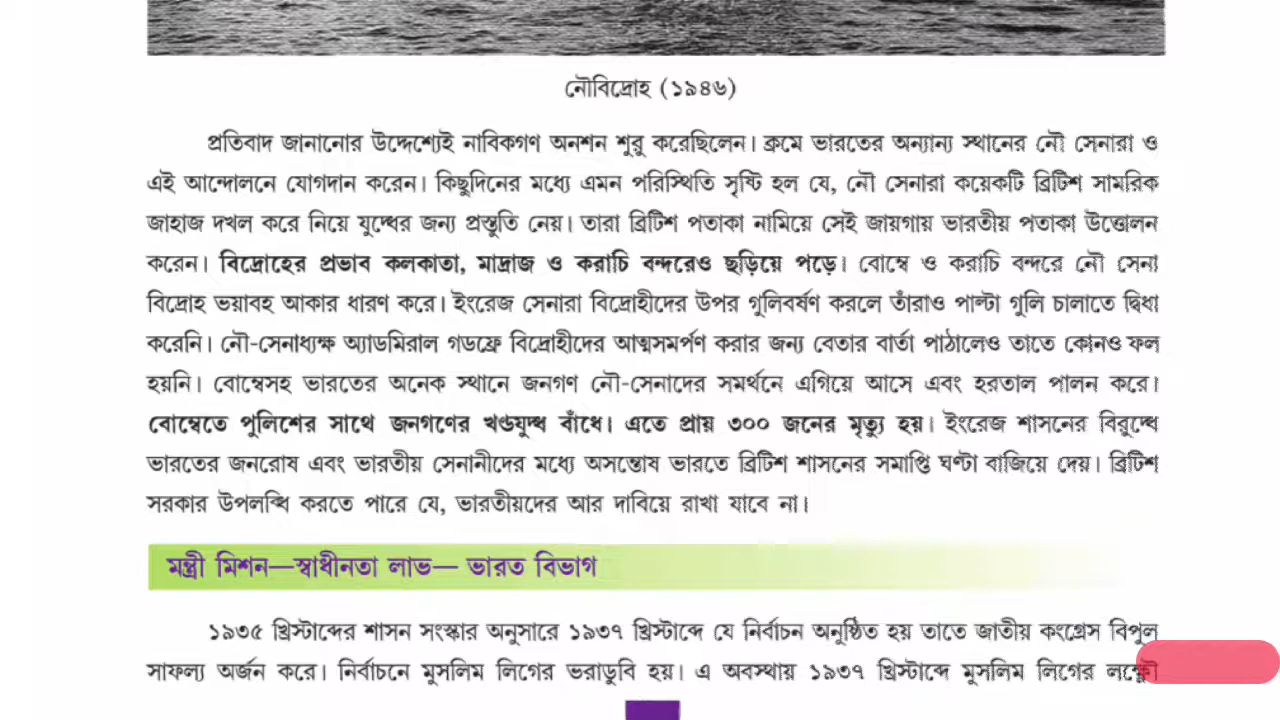 নৌবিদ্রোহ (১৯৪৬)
প্রতিবাদ জানানোর উদ্দেশ্যেই নাবিকগণ অনশন শুরু করেছিলেন। ক্রমে ভারতের অন্যান্য স্থানের নৌ সেনারা ও
এই আন্দোলনে যোগদান করেন। কিছুদিনের মধ্যে এমন পরিস্থিতি সৃষ্টি হল যে, নৌ সেনারা কয়েকটি ব্রিটিশ সামরিক
জাহাজ দখল করে নিয়ে যুদ্ধের জন্য প্রস্তুতি নেয়। তারা ব্রিটিশ পতাকা নামিয়ে সেই জায়গায় ভারতীয় পতাকা উত্তোলন
করেন। বিদ্রোহের প্রভাব কলকাতা, মাদ্রাজ ও করাচি বন্দরেও ছড়িয়ে পড়ে। বোম্বে ও করাচি বন্দরে নৌ সেনা
বিদ্রোহ ভয়াবহ আকার ধারণ করে। ইংরেজ সেনারা বিদ্রোহীদের উপর গুলিবর্ষণ করলে তাঁরাও পাল্টা গুলি চালাতে দ্বিধা
করেনি। নৌ-সেনাধ্যক্ষ অ্যাডমিরাল গডফ্রে বিদ্রোহীদের আত্মসমর্পণ করার জন্য বেতার বার্তা পাঠালেও তাতে কোনও ফল
হয়নি। বোম্বেসহ ভারতের অনেক স্থানে জনগণ নৌ-সেনাদের সমর্থনে এগিয়ে আসে এবং হরতাল পালন করে।
বোম্বেতে পুলিশের সাথে জনগণের খণ্ডযুদ্ধ বাঁধে। এতে প্রায় ৩০০ জনের মৃত্যু হয়। ইংরেজ শাসনের বিরুদ্ধে
ভারতের জনরোষ এবং ভারতীয় সেনানীদের মধ্যে অসন্তোষ ভারতে ব্রিটিশ শাসনের সমাপ্তি ঘণ্টা বাজিয়ে দেয়। ব্রিটিশ
সরকার উপলব্ধি করতে পারে যে, ভারতীয়দের আর দাবিয়ে রাখা যাবে না।
মন্ত্রী মিশন—স্বাধীনতা লাভ— ভারত বিভাগ
১৯৩৫ খ্রিস্টাব্দের শাসন সংস্কার অনুসারে ১৯৩৭ খ্রিস্টাব্দে যে নির্বাচন অনুষ্ঠিত হয় তাতে জাতীয় কংগ্রেস বিপুল
সাফল্য অর্জন করে। নির্বাচনে মুসলিম লিগের ভরাডুবি হয়। এ অবস্থায় ১৯৩৭ খ্রিস্টাব্দে মুসলিম লিগের লক্ষ্ণৌ